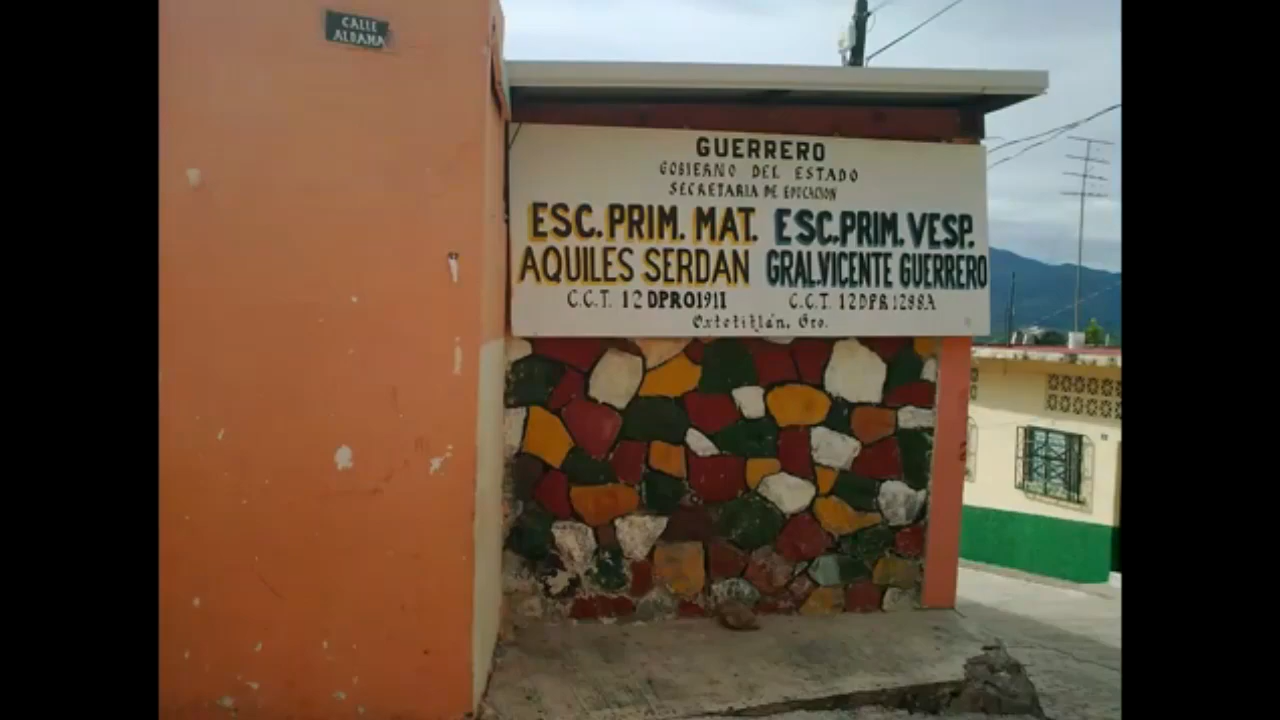 CALLE
ALDAMA
GUERRERO
GOBIERNO DEL ESTADO
SECRETARIA DE EDUCACION
ESC. PRIM. MAT.
AQUILES SERDAN
C.C.T. 12DPR0191I
ESC. PRIM. VESP.
GRAL. VICENTE GUERRERO
C.C.T. 12DPR1298A
Oxtotitlán, Gro.